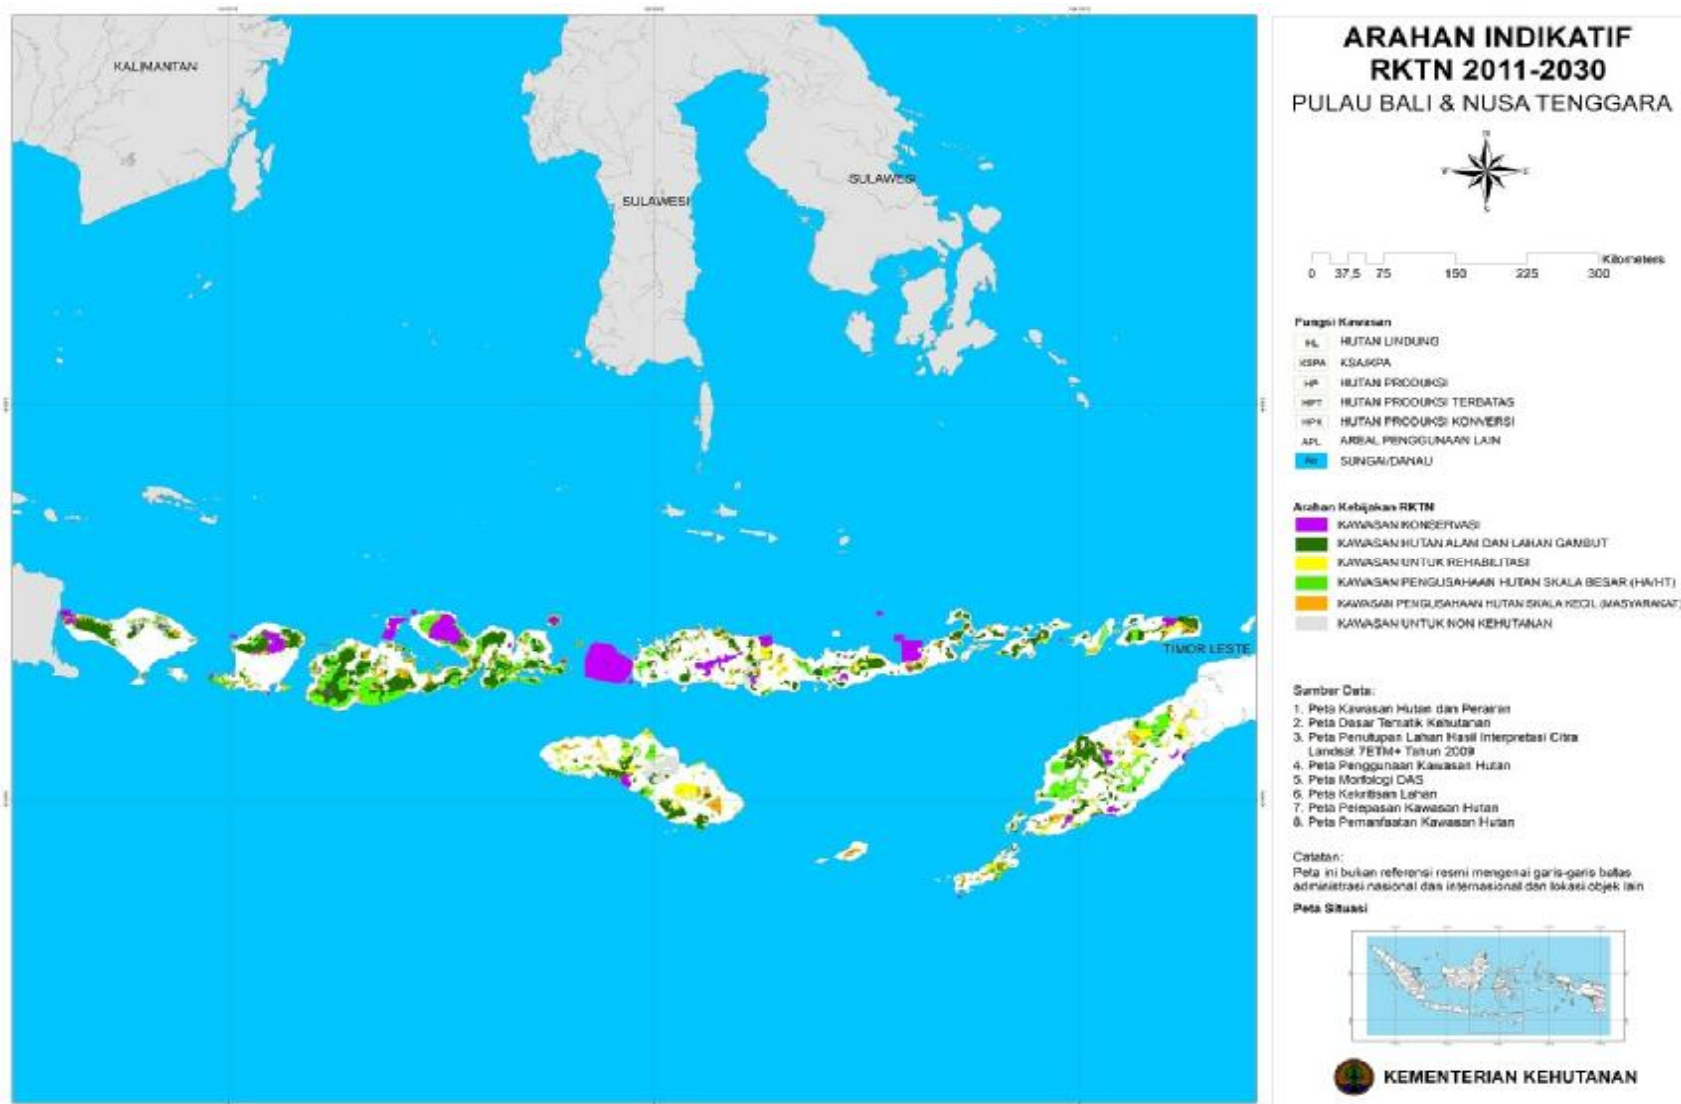 KALIMANTAN
SULAWESI
SULAWESI
TIMOR LESTE
ARAHAN INDIKATIF
RKTN 2011-2030
PULAU BALI & NUSA TENGGARA
Kilometers
0 37,5 75 150 225 300
Fungsi Kawasan
HL HUTAN LINDUNG
KSPA KSA/KPA
HP HUTAN PRODUKSI
HPT HUTAN PRODUKSI TERBATAS
HPK HUTAN PRODUKSI KONVERSI
APL AREAL PENGGUNAAN LAIN
SUNGAI/DANAU
Arahan Kebijakan RKTN
KAWASAN KONSERVASI
KAWASAN HUTAN ALAM DAN LAHAN GAMBUT
KAWASAN UNTUK REHABILITASI
KAWASAN PENGUSAHAAN HUTAN SKALA BESAR (HA/HT)
KAWASAN PENGUSAHAAN HUTAN SKALA KECIL (MASYARAKAT)
KAWASAN UNTUK NON KEHUTANAN
Sumber Data:
1. Peta Kawasan Hutan dan Perairan
2. Peta Dasar Tematik Kehutanan
3. Peta Penutupan Lahan Hasil Interpretasi Citra
Landsat 7ETM+ Tahun 2009
4. Peta Penggunaan Kawasan Hutan
5. Peta Morfologi DAS
6. Peta Kekritisan Lahan
7. Peta Pelepasan Kawasan Hutan
8. Peta Pemanfaatan Kawasan Hutan
Catatan:
Peta ini bukan referensi resmi mengenai garis-garis batas
administrasi nasional dan internasional dan lokasi objek lain
Peta Situasi
KEMENTERIAN KEHUTANAN